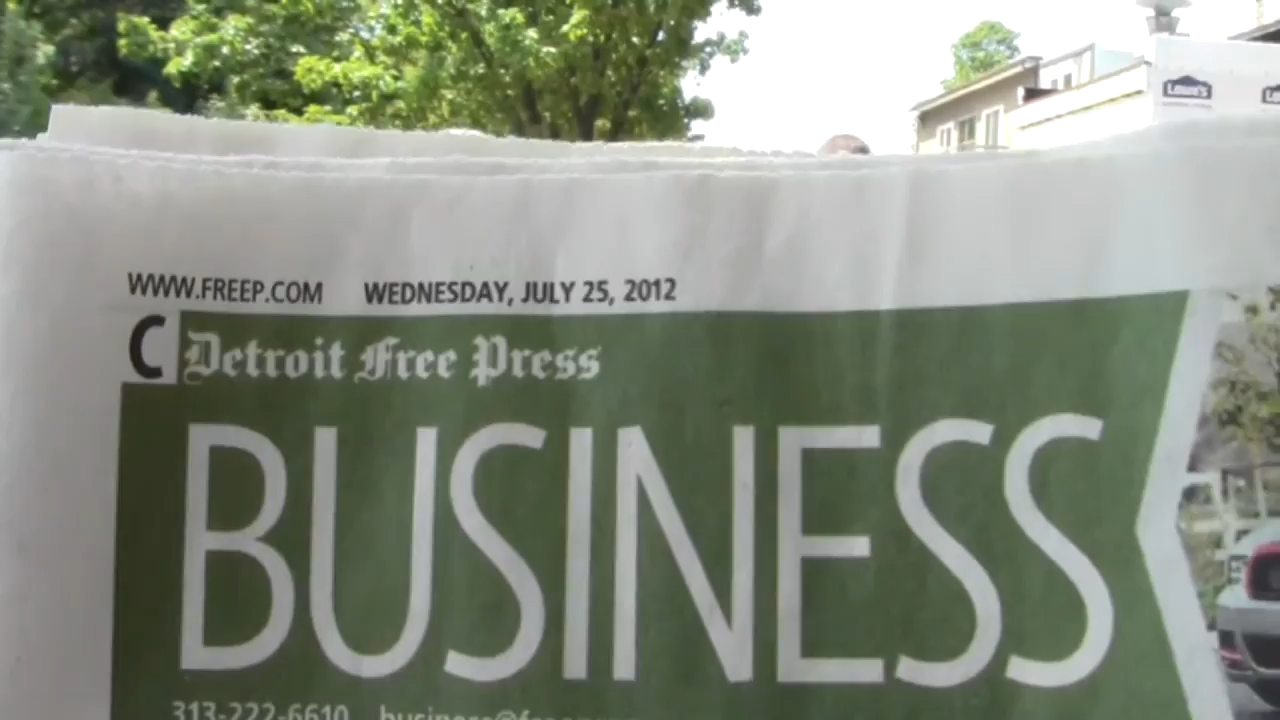 Lowe's
WWW.FREEP.COM WEDNESDAY, JULY 25, 2012
C Detroit Free Press
BUSINESS
313-222-6610